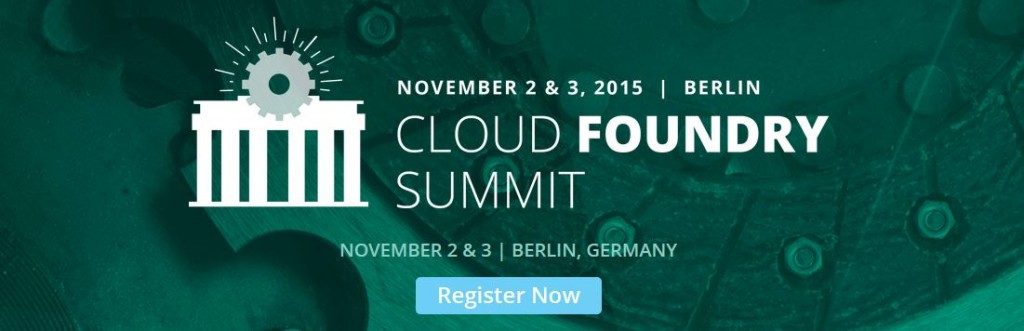 NOVEMBER 2 & 3, 2015 | BERLIN
CLOUD FOUNDRY
SUMMIT
NOVEMBER 2 & 3 | BERLIN, GERMANY
Register Now